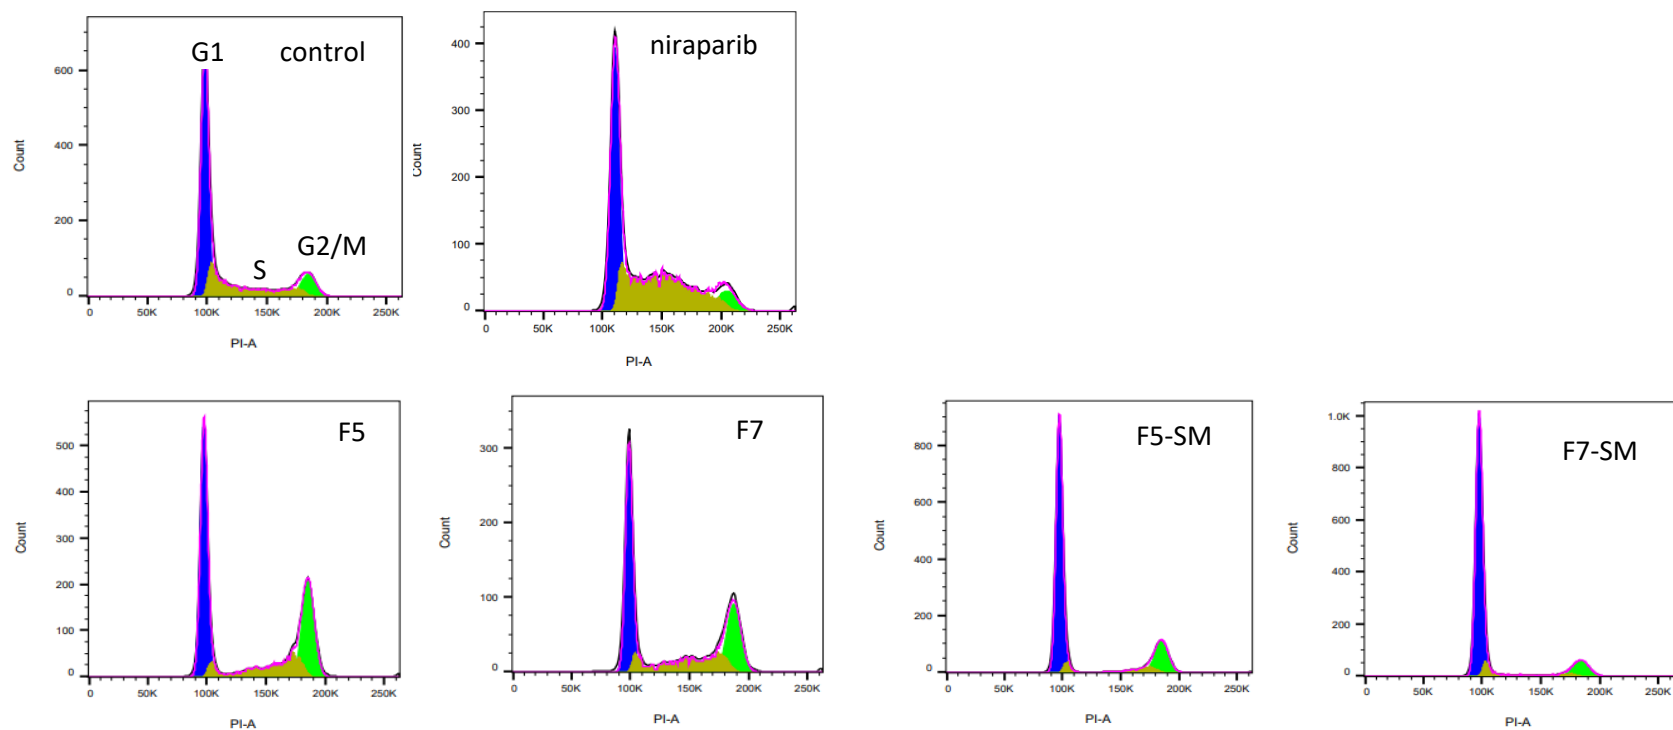 G1 control
600
400
200
0
S
G2/M
Count
0 50K 100K 150K 200K 250K
PI-A
niraparib
400
300
200
100
0
Count
0 50K 100K 150K 200K 250K
PI-A
F5
500
400
300
200
100
0
Count
0 50K 100K 150K 200K 250K
PI-A
F7
300
200
100
0
Count
0 50K 100K 150K 200K 250K
PI-A
F5-SM
800
600
400
200
0
Count
0 50K 100K 150K 200K 250K
PI-A
F7-SM
1.0K
800
600
400
200
0
Count
0 50K 100K 150K 200K 250K
PI-A